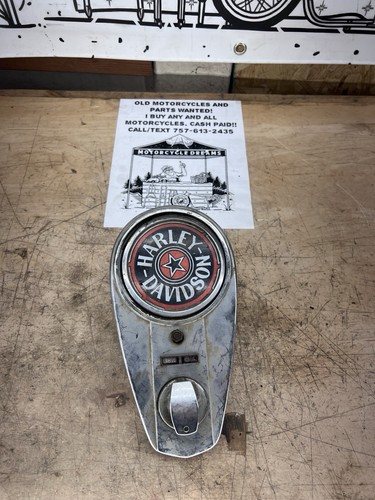 OLD MOTORCYCLES AND
PARTS WANTED!
I BUY ANY AND ALL
MOTORCYCLES, CASH PAID!!
CALL/TEXT 757-613-2435
MOTORCYCLE DREAMS
HARLEY-
DAVIDSON